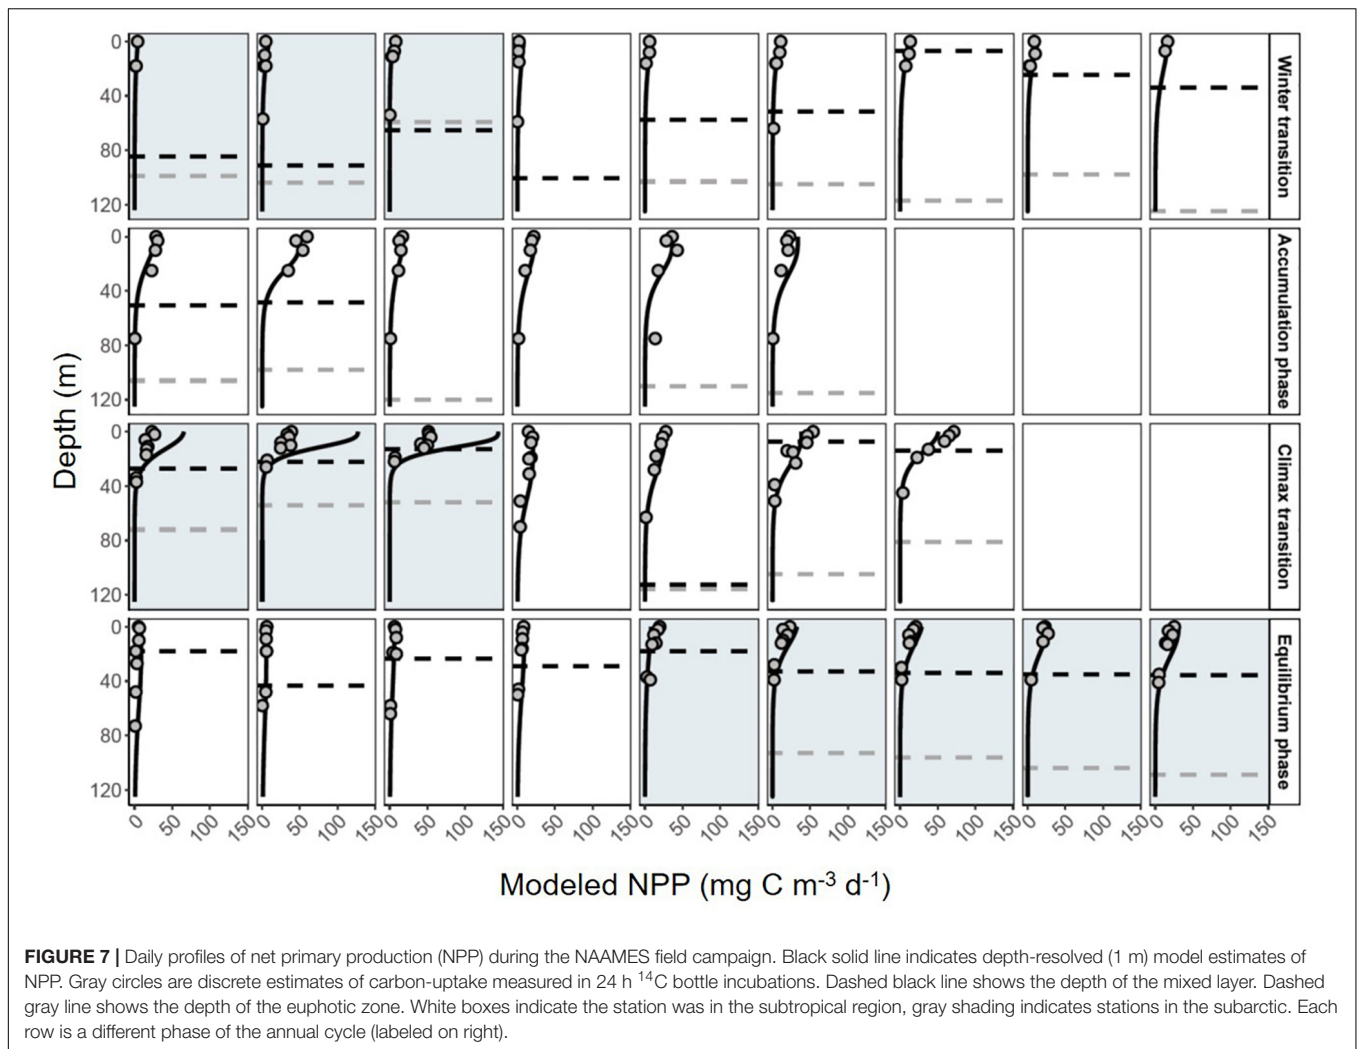 0
40
80
120
Winter transition
0
40
80
120
Accumulation phase
0
40
80
120
Climax transition
0
40
80
120
Equilibrium phase
Depth (m)
0 50 100 150 0 50 100 150 0 50 100 150 0 50 100 150 0 50 100 150 0 50 100 150 0 50 100 150 0 50 100 150 0 50 100 150
Modeled NPP (mg C m-3 d-1)
FIGURE 7 | Daily profiles of net primary production (NPP) during the NAAMES field campaign. Black solid line indicates depth-resolved (1 m) model estimates of
NPP. Gray circles are discrete estimates of carbon-uptake measured in 24 h 14C bottle incubations. Dashed black line shows the depth of the mixed layer. Dashed
gray line shows the depth of the euphotic zone. White boxes indicate the station was in the subtropical region, gray shading indicates stations in the subarctic. Each
row is a different phase of the annual cycle (labeled on right).